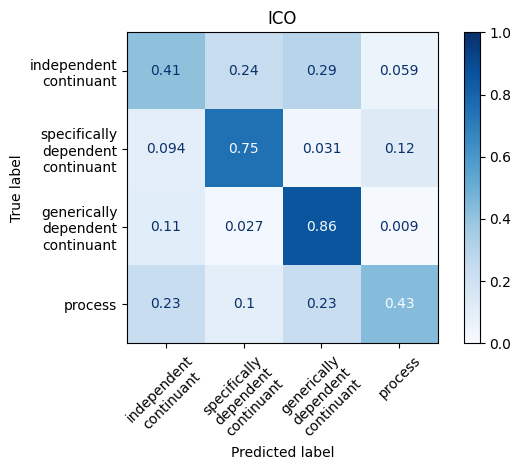 ICO
True label
independent
continuant
0.41 0.24 0.29 0.059
specifically
dependent
continuant
0.094 0.75 0.031 0.12
generically
dependent
continuant
0.11 0.027 0.86 0.009
process
0.23 0.1 0.23 0.43
independent
continuant
specifically
dependent
continuant
generically
dependent
continuant
process
Predicted label
1.0
0.8
0.6
0.4
0.2
0.0